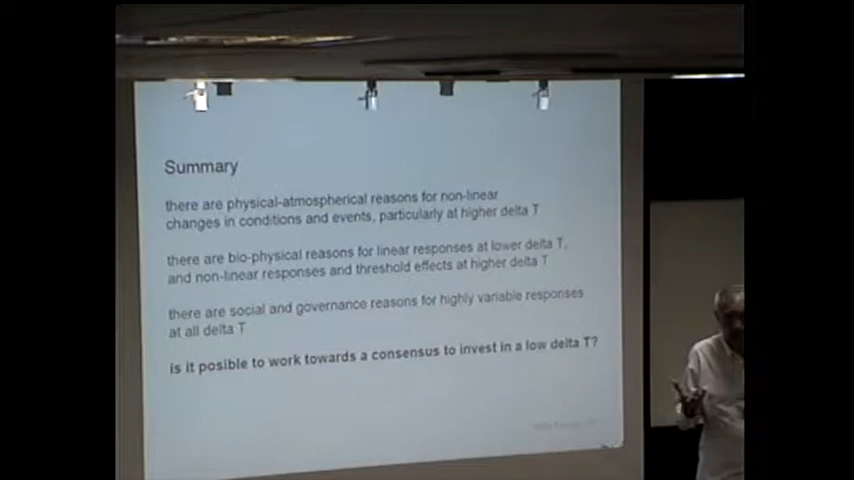 Summary
there are physical-atmospherical reasons for non-linear
changes in conditions and events, particularly at higher delta T
there are bio-physical reasons for linear responses at lower delta T,
and non-linear responses and threshold effects at higher delta T
there are social and governance reasons for highly variable responses
at all delta T
is it posible to work towards a consensus to invest in a low delta T?